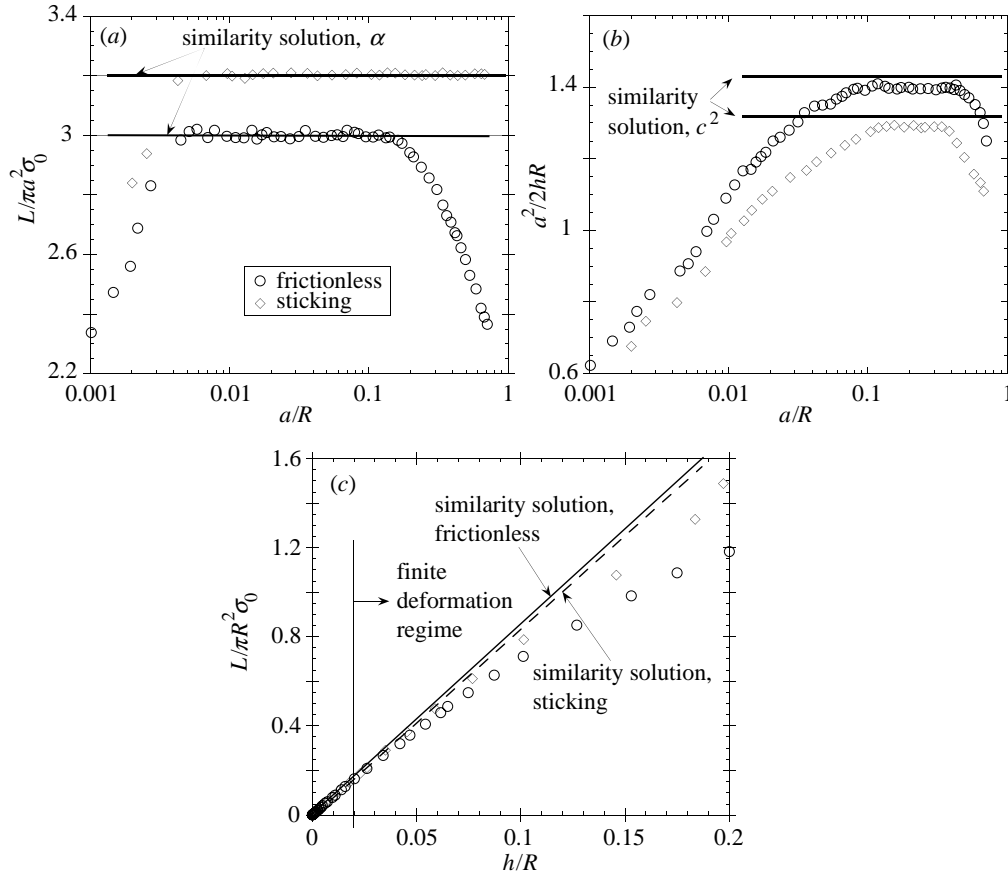 (a)
similarity solution, α
3.4
3.0
2.6
2.2
L/πa²σ₀
frictionless
sticking
0.001
0.01
0.1
1
a/R
(b)
similarity
solution, c²
1.4
1
0.6
a²/2hR
0.001
0.01
0.1
1
a/R
(c)
similarity solution,
frictionless
finite
deformation
regime
similarity solution,
sticking
1.6
1.2
0.8
0.4
0
L/πR²σ₀
0
0.05
0.1
0.15
0.2
h/R